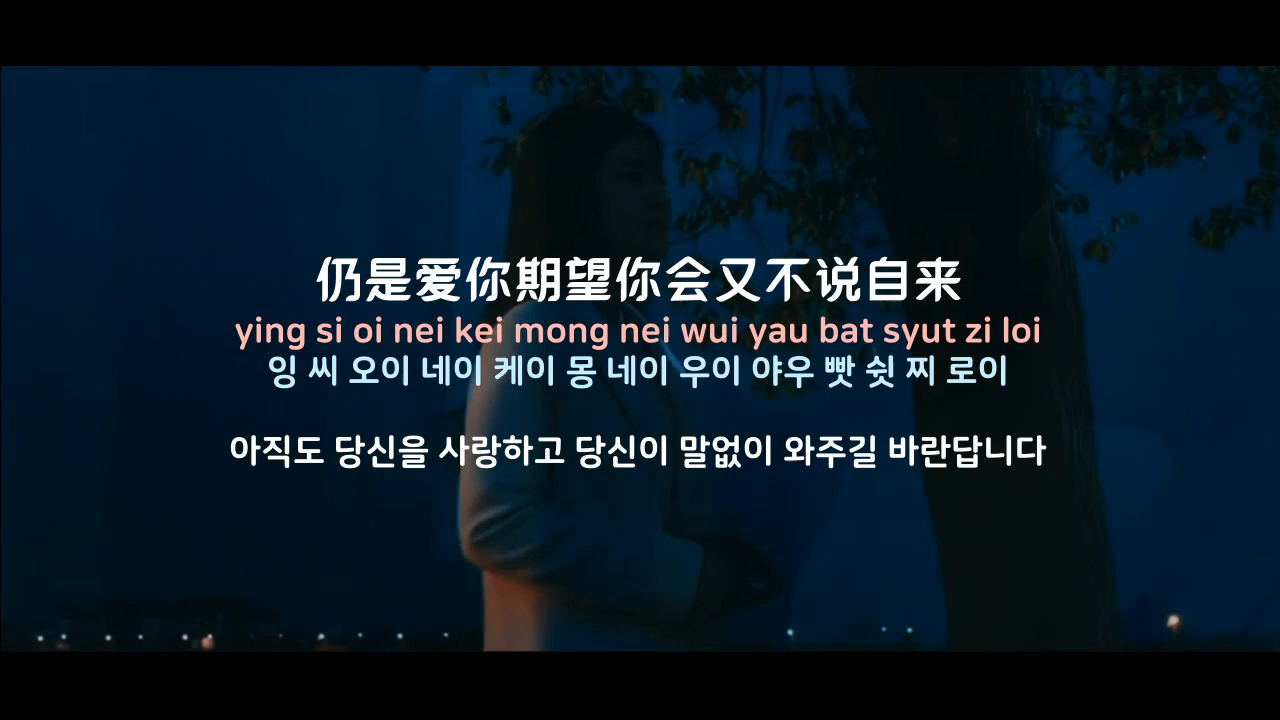 仍是爱你期望你会又不说自来
ying si oi nei kei mong nei wui yau bat syut zi loi
잉 씨 오이 네이 케이 몽 네이 우이 야우 빳 쉿 찌 로이
아직도 당신을 사랑하고 당신이 말없이 와주길 바란답니다